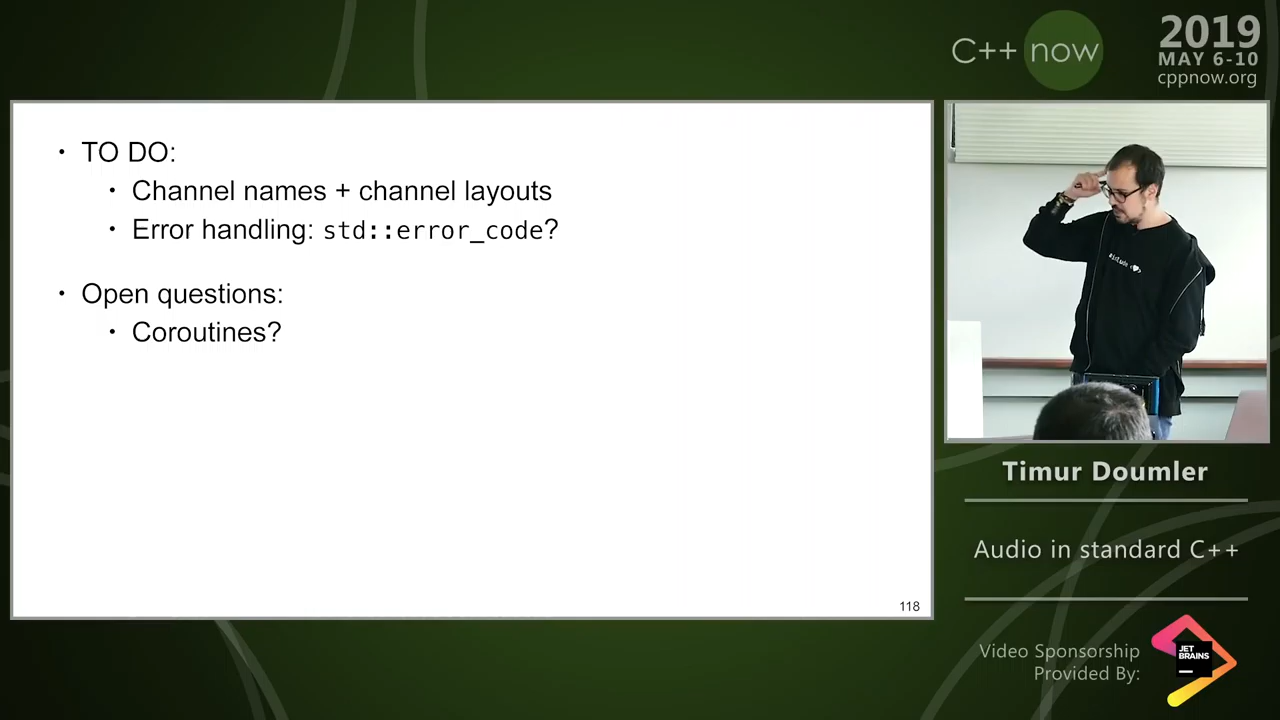 C++ now
2019
MAY 6-10
cppnow.org
• TO DO:
• Channel names + channel layouts
• Error handling: std::error_code?
• Open questions:
• Coroutines?
118
Timur Doumler
Audio in standard C++
Video Sponsorship
Provided By:
JET
BRAINS